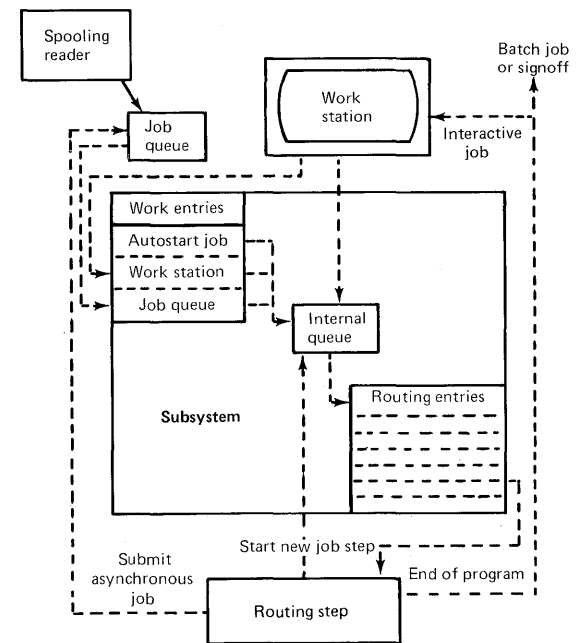 Spooling
reader
Batch job
or signoff
Work
station
Job
queue
Interactive
job
Work entries
Autostart job
Work station
Job queue
Internal
queue
Routing entries
Subsystem
Start new job step
Submit
asynchronous
job
End of program
Routing step